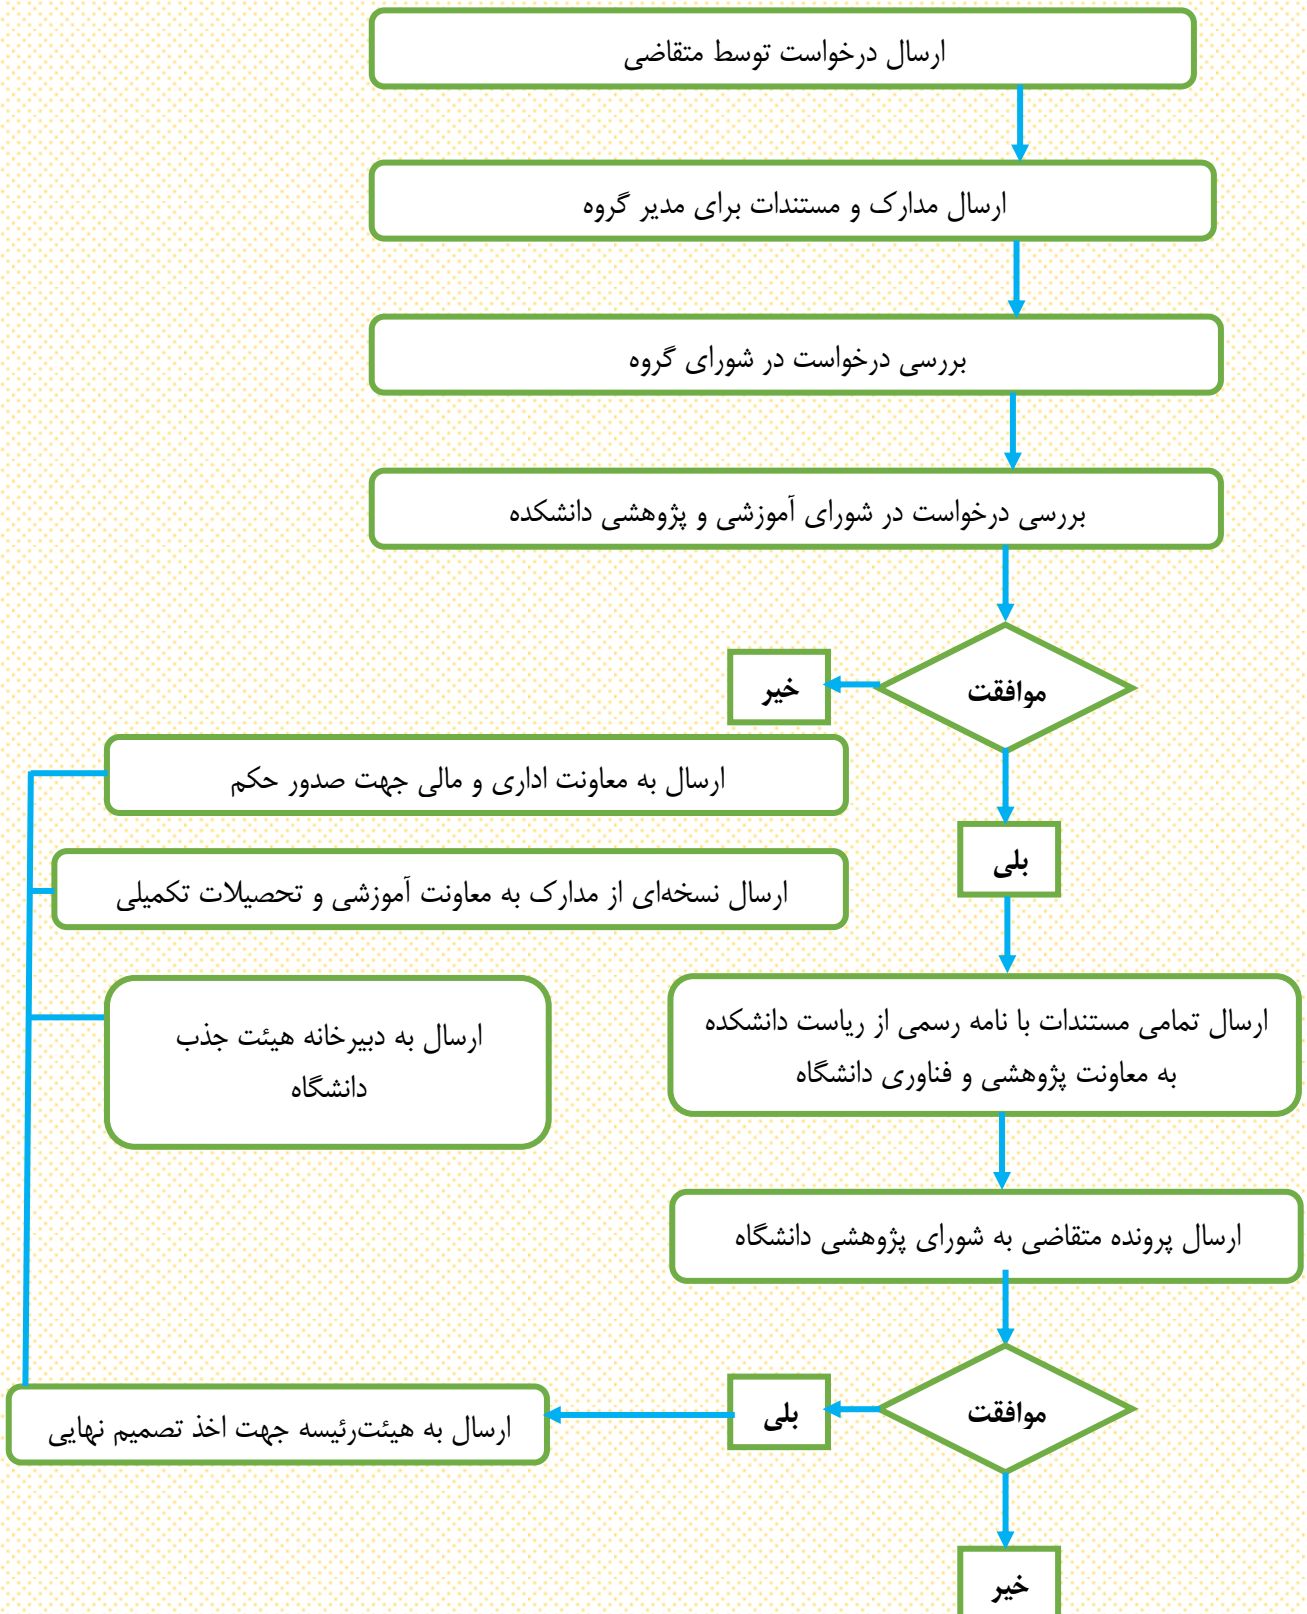 ارسال درخواست توسط متقاضی
ارسال مدارک و مستندات برای مدیر گروه
بررسی درخواست در شورای گروه
بررسی درخواست در شورای آموزشی و پژوهشی دانشکده
موافقت
خیر
بلی
ارسال تمامی مستندات با نامه رسمی از ریاست دانشکده
به معاونت پژوهشی و فناوری دانشگاه
ارسال پرونده متقاضی به شورای پژوهشی دانشگاه
موافقت
خیر
بلی
ارسال به هیئت‌رئیسه جهت اخذ تصمیم نهایی
ارسال به دبیرخانه هیئت جذب
دانشگاه
ارسال نسخه‌ای از مدارک به معاونت آموزشی و تحصیلات تکمیلی
ارسال به معاونت اداری و مالی جهت صدور حکم